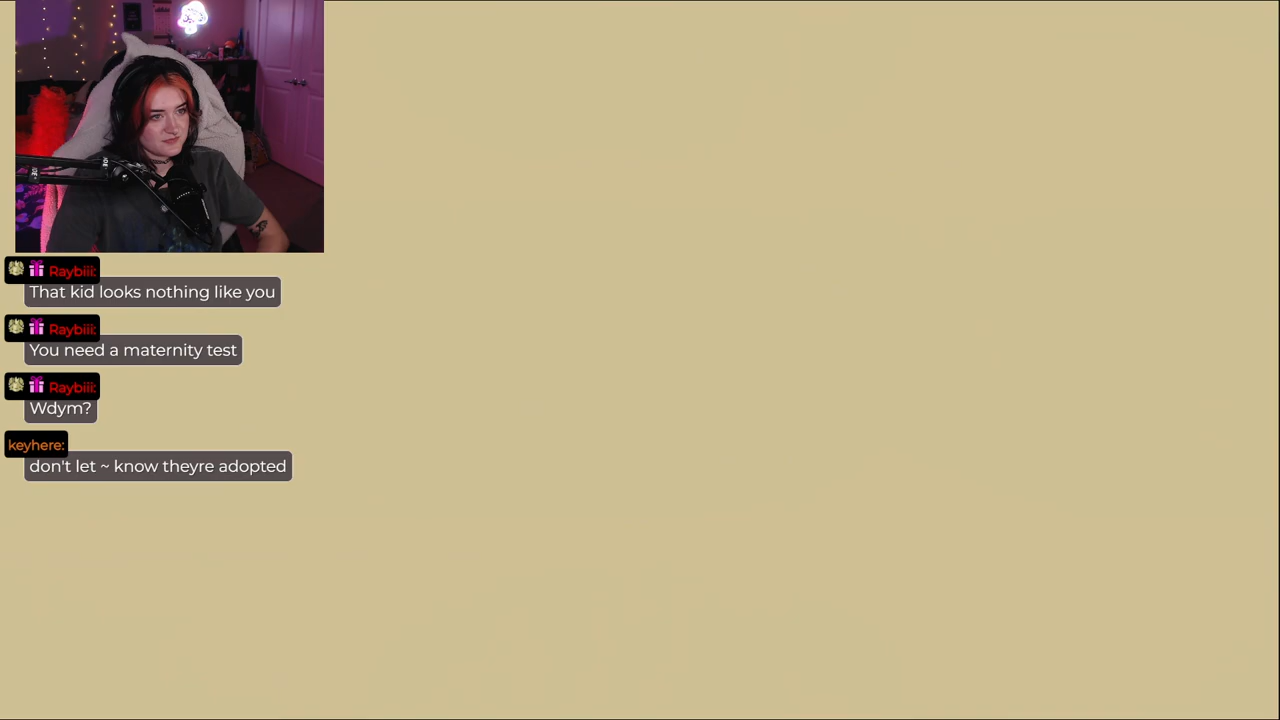 Raybiii:
That kid looks nothing like you
Raybiii:
You need a maternity test
Raybiii:
Wdym?
keyhere:
don't let ~ know theyre adopted